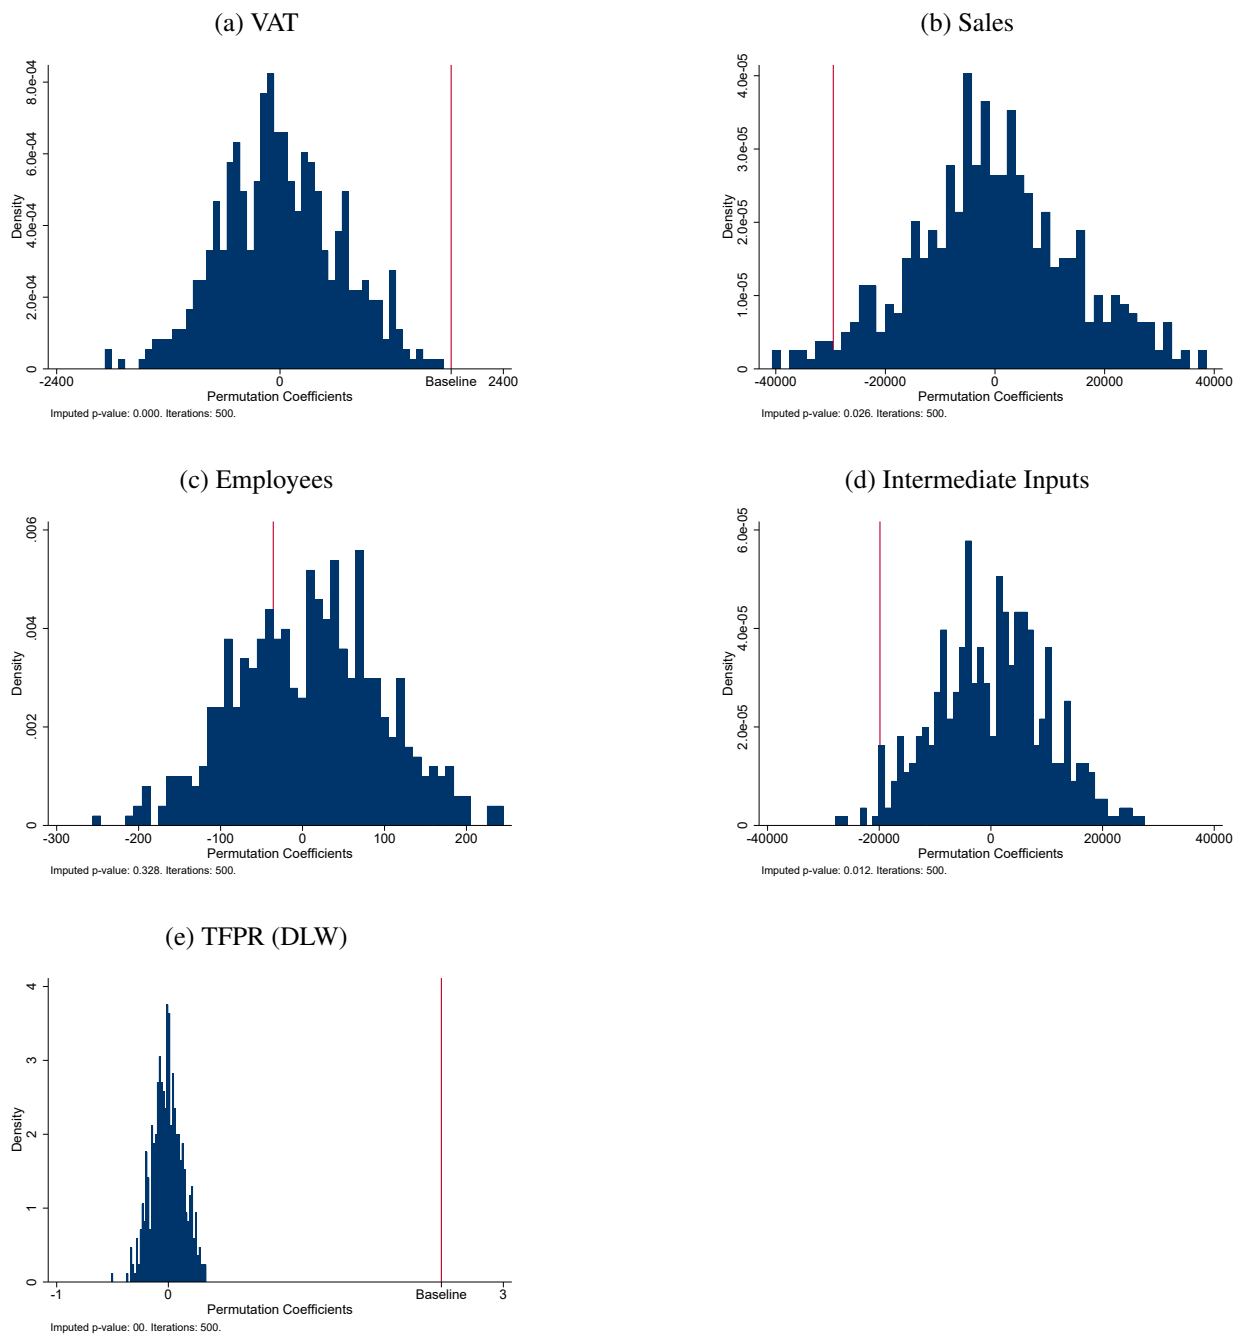 (a) VAT
Density
8.0e-04
6.0e-04
4.0e-04
2.0e-04
0
-2400 0 Baseline 2400
Permutation Coefficients
Imputed p-value: 0.000. Iterations: 500.
(b) Sales
Density
4.0e-05
3.0e-05
2.0e-05
1.0e-05
0
-40000 -20000 0 20000 40000
Permutation Coefficients
Imputed p-value: 0.026. Iterations: 500.
(c) Employees
Density
.006
.004
.002
0
-300 -200 -100 0 100 200
Permutation Coefficients
Imputed p-value: 0.328. Iterations: 500.
(d) Intermediate Inputs
Density
6.0e-05
4.0e-05
2.0e-05
0
-40000 -20000 0 20000 40000
Permutation Coefficients
Imputed p-value: 0.012. Iterations: 500.
(e) TFPR (DLW)
Density
4
3
2
1
0
-1 0 Baseline 3
Permutation Coefficients
Imputed p-value: 00. Iterations: 500.